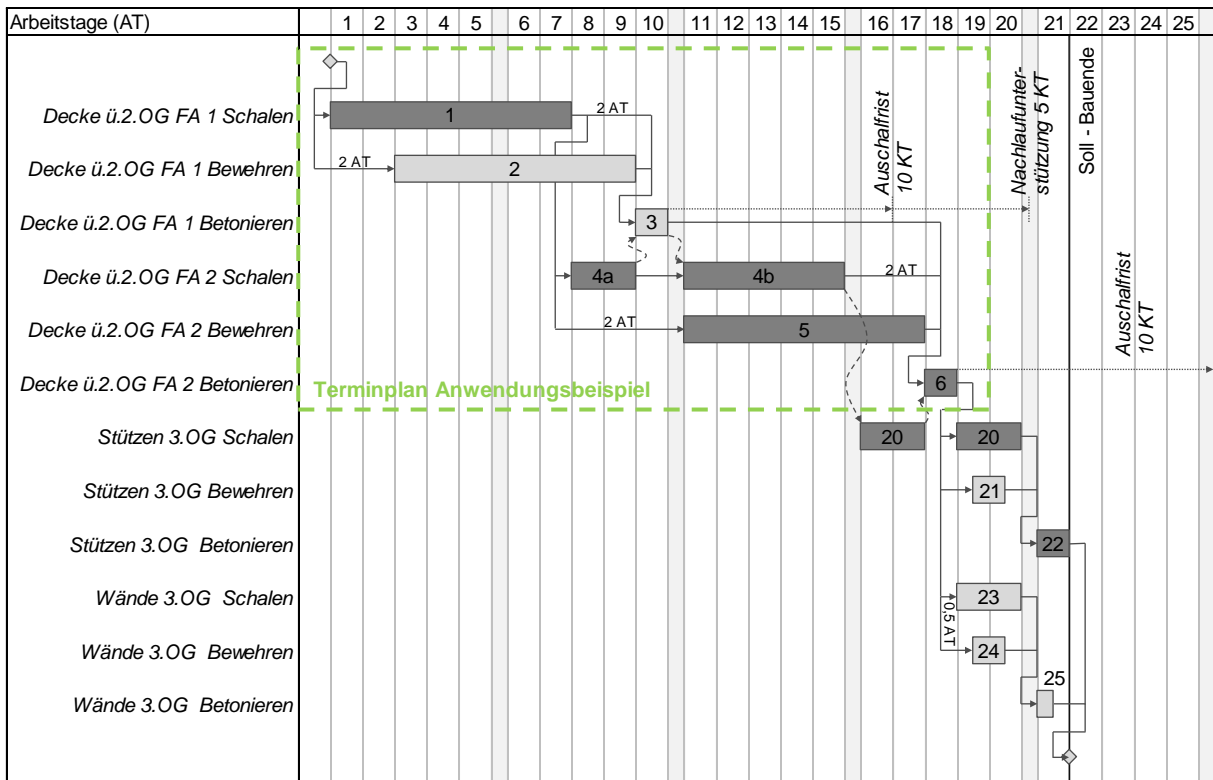 Arbeitstage (AT) 1 2 3 4 5 6 7 8 9 10 11 12 13 14 15 16 17 18 19 20 21 22 23 24 25
Auschalfrist
10 KT
Nachlaufunter-
stützung 5 KT
Soll - Bauende
Decke ü.2.OG FA 1 Schalen 1 2 AT
Decke ü.2.OG FA 1 Bewehren 2 AT 2
Decke ü.2.OG FA 1 Betonieren 3
Decke ü.2.OG FA 2 Schalen 4a 4b 2 AT
Auschalfrist
10 KT
Decke ü.2.OG FA 2 Bewehren 2 AT 5
Decke ü.2.OG FA 2 Betonieren 6
Terminplan Anwendungsbeispiel
Stützen 3.OG Schalen 20 20
Stützen 3.OG Bewehren 21
Stützen 3.OG Betonieren 22
Wände 3.OG Schalen 23
0,5 AT
Wände 3.OG Bewehren 24
Wände 3.OG Betonieren 25